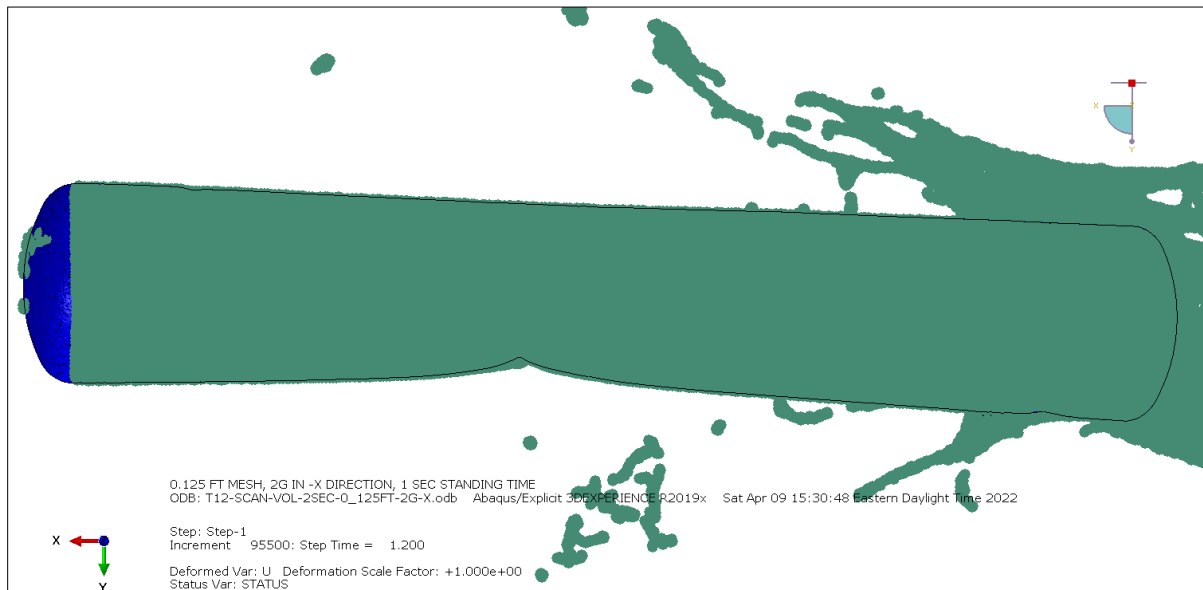 X
Y
0.125 FT MESH, 2G IN -X DIRECTION, 1 SEC STANDING TIME
ODB: T12-SCAN-VOL-2SEC-0_125FT-2G-X.odb Abaqus/Explicit 3DEXPERIENCE R2019x Sat Apr 09 15:30:48 Eastern Daylight Time 2022
Step: Step-1
Increment 95500: Step Time = 1.200
Deformed Var: U Deformation Scale Factor: +1.000e+00
Status Var: STATUS
X
Y